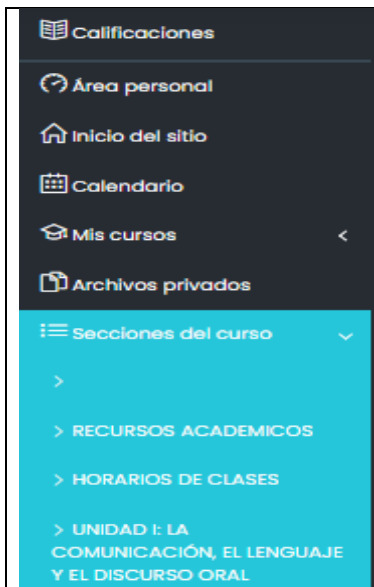 Calificaciones
Área personal
Inicio del sitio
Calendario
Mis cursos <
Archivos privados
Secciones del curso
>
> RECURSOS ACADEMICOS
> HORARIOS DE CLASES
> UNIDAD I: LA
COMUNICACIÓN, EL LENGUAJE
Y EL DISCURSO ORAL